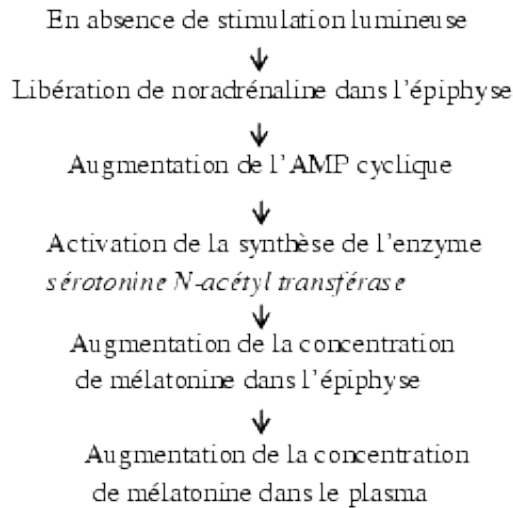 En absence de stimulation lumineuse
Libération de noradrénaline dans l'épiphyse
Augmentation de l'AMP cyclique
Activation de la synthèse de l'enzyme
sérotonine N-acétyl transférase
Augmentation de la concentration
de mélatonine dans l'épiphyse
Augmentation de la concentration
de mélatonine dans le plasma